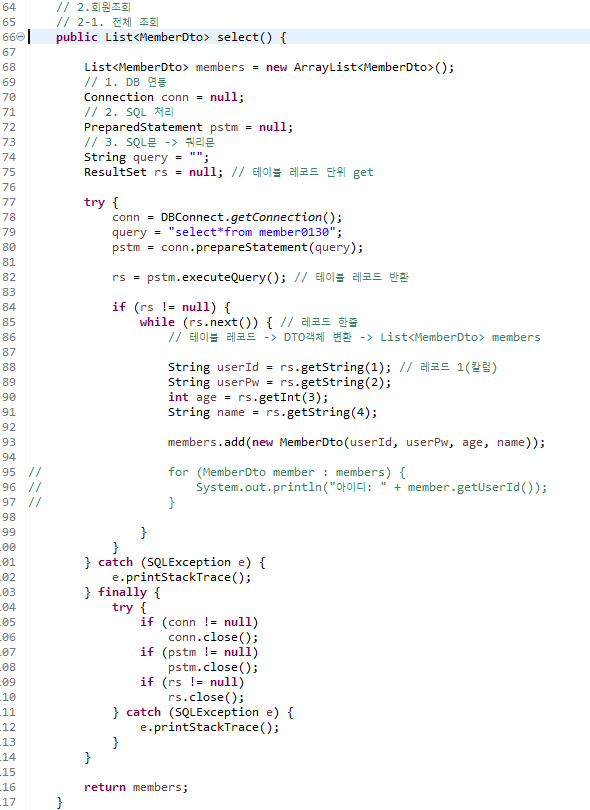 64 // 2.회원조회
65 // 2-1. 전체 조회
66 public List<MemberDto> select() {
67
68 List<MemberDto> members = new ArrayList<MemberDto>();
69 // 1. DB 연동
70 Connection conn = null;
71 // 2. SQL 처리
72 PreparedStatement pstm = null;
73 // 3. SQL문 -> 쿼리문
74 String query = "";
75 ResultSet rs = null; // 테이블 레코드 단위 get
76
77 try {
78 conn = DBConnect.getConnection();
79 query = "select*from member0130";
80 pstm = conn.prepareStatement(query);
81
82 rs = pstm.executeQuery(); // 테이블 레코드 반환
83
84 if (rs != null) {
85 while (rs.next()) { // 레코드 한줄
86 // 테이블 레코드 -> DTO객체 변환 -> List<MemberDto> members
87
88 String userId = rs.getString(1); // 레코드 1(칼럼)
89 String userPw = rs.getString(2);
90 int age = rs.getInt(3);
91 String name = rs.getString(4);
92
93 members.add(new MemberDto(userId, userPw, age, name));
94
95 // for (MemberDto member : members) {
96 // System.out.println("아이디: " + member.getUserId());
97 // }
98
99 }
00 }
01 } catch (SQLException e) {
02 e.printStackTrace();
03 } finally {
04 try {
05 if (conn != null)
06 conn.close();
07 if (pstm != null)
08 pstm.close();
09 if (rs != null)
10 rs.close();
11 } catch (SQLException e) {
12 e.printStackTrace();
13 }
14 }
15
16 return members;
17 }